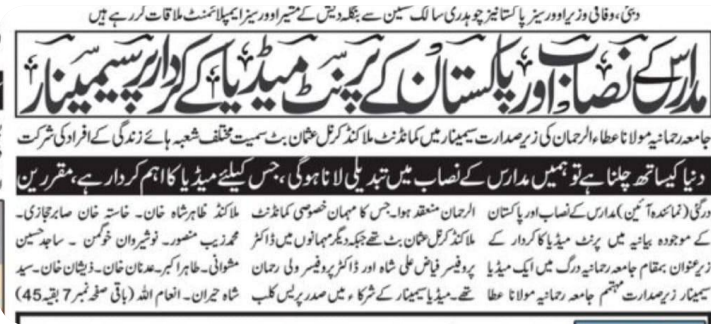 دبئی، وفاقی وزیر اوورسیز پاکستانیز چوہدری سالک حسین سے بنگلہ دیش کے مشیر اوورسیز ایمپلائمنٹ ملاقات کر رہے ہیں
مدارس کے نصاب اور پاکستان کے پرنٹ میڈیا کے کردار پر سیمینار
جامعہ رحمانیہ مولانا عطاء الرحمان کی زیر صدارت سیمینار میں کمانڈنٹ ملاکنڈ کرنل عثمان بٹ سمیت مختلف شعبہ ہائے زندگی کے افراد کی شرکت
دنیا کیساتھ چلنا ہے تو ہمیں مدارس کے نصاب میں تبدیلی لانا ہوگی، جس کیلئے میڈیا کا اہم کردار ہے، مقررین
درگئی (نمائندہ آئین) مدارس کے نصاب اور پاکستان
کے موجودہ بیانیہ میں پرنٹ میڈیا کا کردار کے
زیر عنوان بمقام جامعہ رحمانیہ درگ میں ایک میڈیا
سیمینار زیر صدارت مہتمم جامعہ رحمانیہ مولانا عطا
الرحمان منعقد ہوا۔ جس کا مہمان خصوصی کمانڈنٹ
ملاکنڈ کرنل عثمان بٹ تھے جبکہ دیگر مہمانوں میں ڈاکٹر
پروفیسر فیاض علی شاہ اور ڈاکٹر پروفیسر ولی رحمان
تھے۔ میڈیا سیمینار کے شرکاء میں صدر پریس کلب
ملاکنڈ ظاہر شاہ خان۔ خاستہ خان صابر حجازی۔
محمد زیب منصور۔ نوشیروان خوگمن ۔ ساجد حسین
مشوانی۔ طاہر اکبر۔ عدنان خان۔ ذیشان خان۔ سید
شاہ حیران۔ انعام اللہ (باقی صفحہ نمبر 7 بقیہ 45)